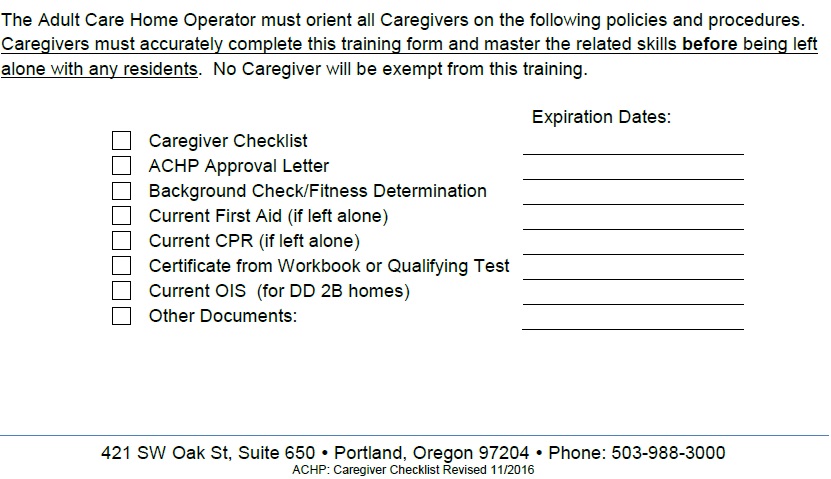 The Adult Care Home Operator must orient all Caregivers on the following policies and procedures.
Caregivers must accurately complete this training form and master the related skills before being left
alone with any residents.  No Caregiver will be exempt from this training.
Expiration Dates:
Caregiver Checklist
ACHP Approval Letter
Background Check/Fitness Determination
Current First Aid (if left alone)
Current CPR (if left alone)
Certificate from Workbook or Qualifying Test
Current OIS  (for DD 2B homes)
Other Documents:
421 SW Oak St, Suite 650 • Portland, Oregon 97204 • Phone: 503-988-3000
ACHP: Caregiver Checklist Revised 11/2016